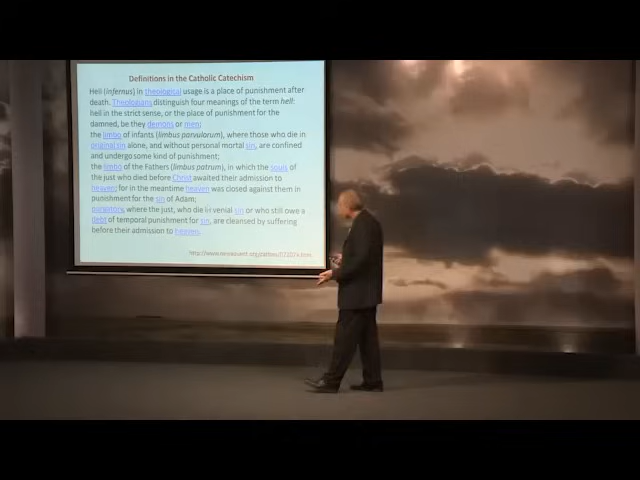 Definitions in the Catholic Catechism
Hell (infernus) in theological usage is a place of punishment after
death. Theologians distinguish four meanings of the term hell:
hell in the strict sense, or the place of punishment for the
damned, be they demons or men;
the limbo of infants (limbus parvulorum), where those who die in
original sin alone, and without personal mortal sin, are confined
and undergo some kind of punishment;
the limbo of the Fathers (limbus patrum), in which the souls of
the just who died before Christ awaited their admission to
heaven; for in the meantime heaven was closed against them in
punishment for the sin of Adam;
purgatory, where the just, who die in venial sin or who still owe a
debt of temporal punishment for sin, are cleansed by suffering
before their admission to heaven.